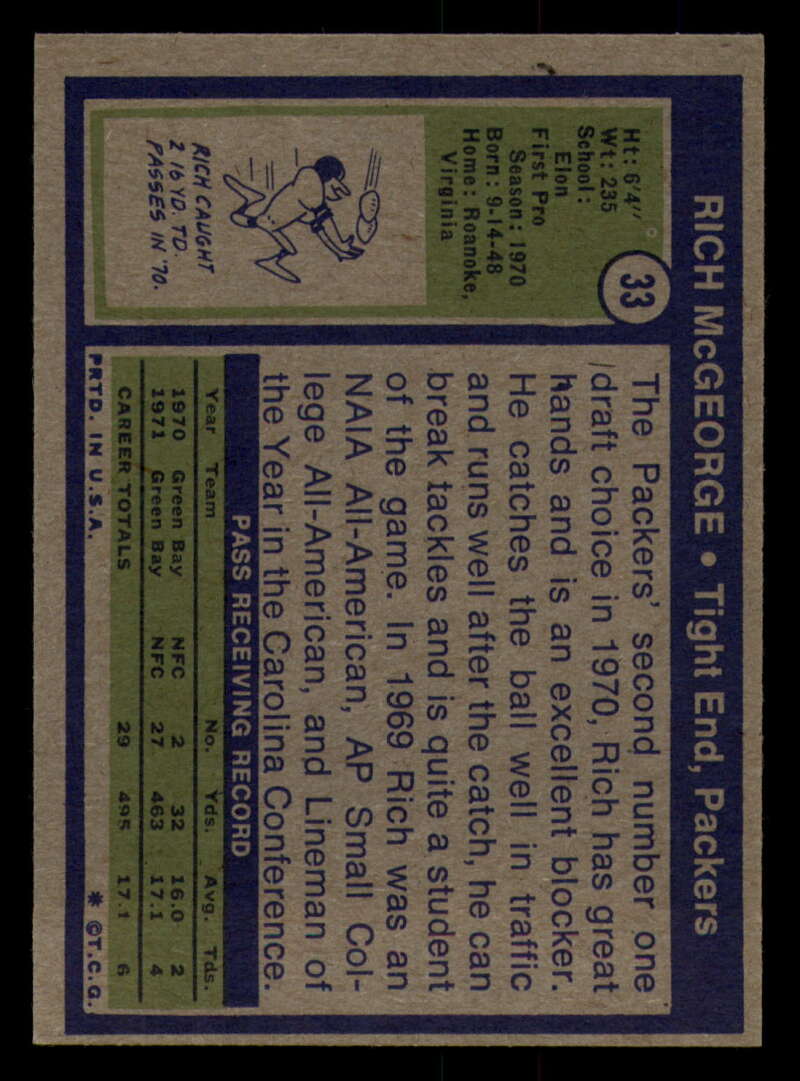 RICH McGEORGE • Tight End, Packers
33
Ht: 6'4"
Wt: 235
School:
Elon
First Pro
Season: 1970
Born: 9-14-48
Home: Roanoke,
Virginia
RICH CAUGHT
2 16 YD. TD.
PASSES IN '70.
The Packers' second number one
draft choice in 1970, Rich has great
hands and is an excellent blocker.
He catches the ball well in traffic
and runs well after the catch, he can
break tackles and is quite a student
of the game. In 1969 Rich was an
NAIA All-American, AP Small Col-
lege All-American, and Lineman of
the Year in the Carolina Conference.
PASS RECEIVING RECORD
Year Team No. Yds. Avg. Tds.
1970 Green Bay NFC 2 32 16.0 2
1971 Green Bay NFC 27 463 17.1 4
CAREER TOTALS 29 495 17.1 6
PRTD. IN U.S.A. * ©T.C.G.